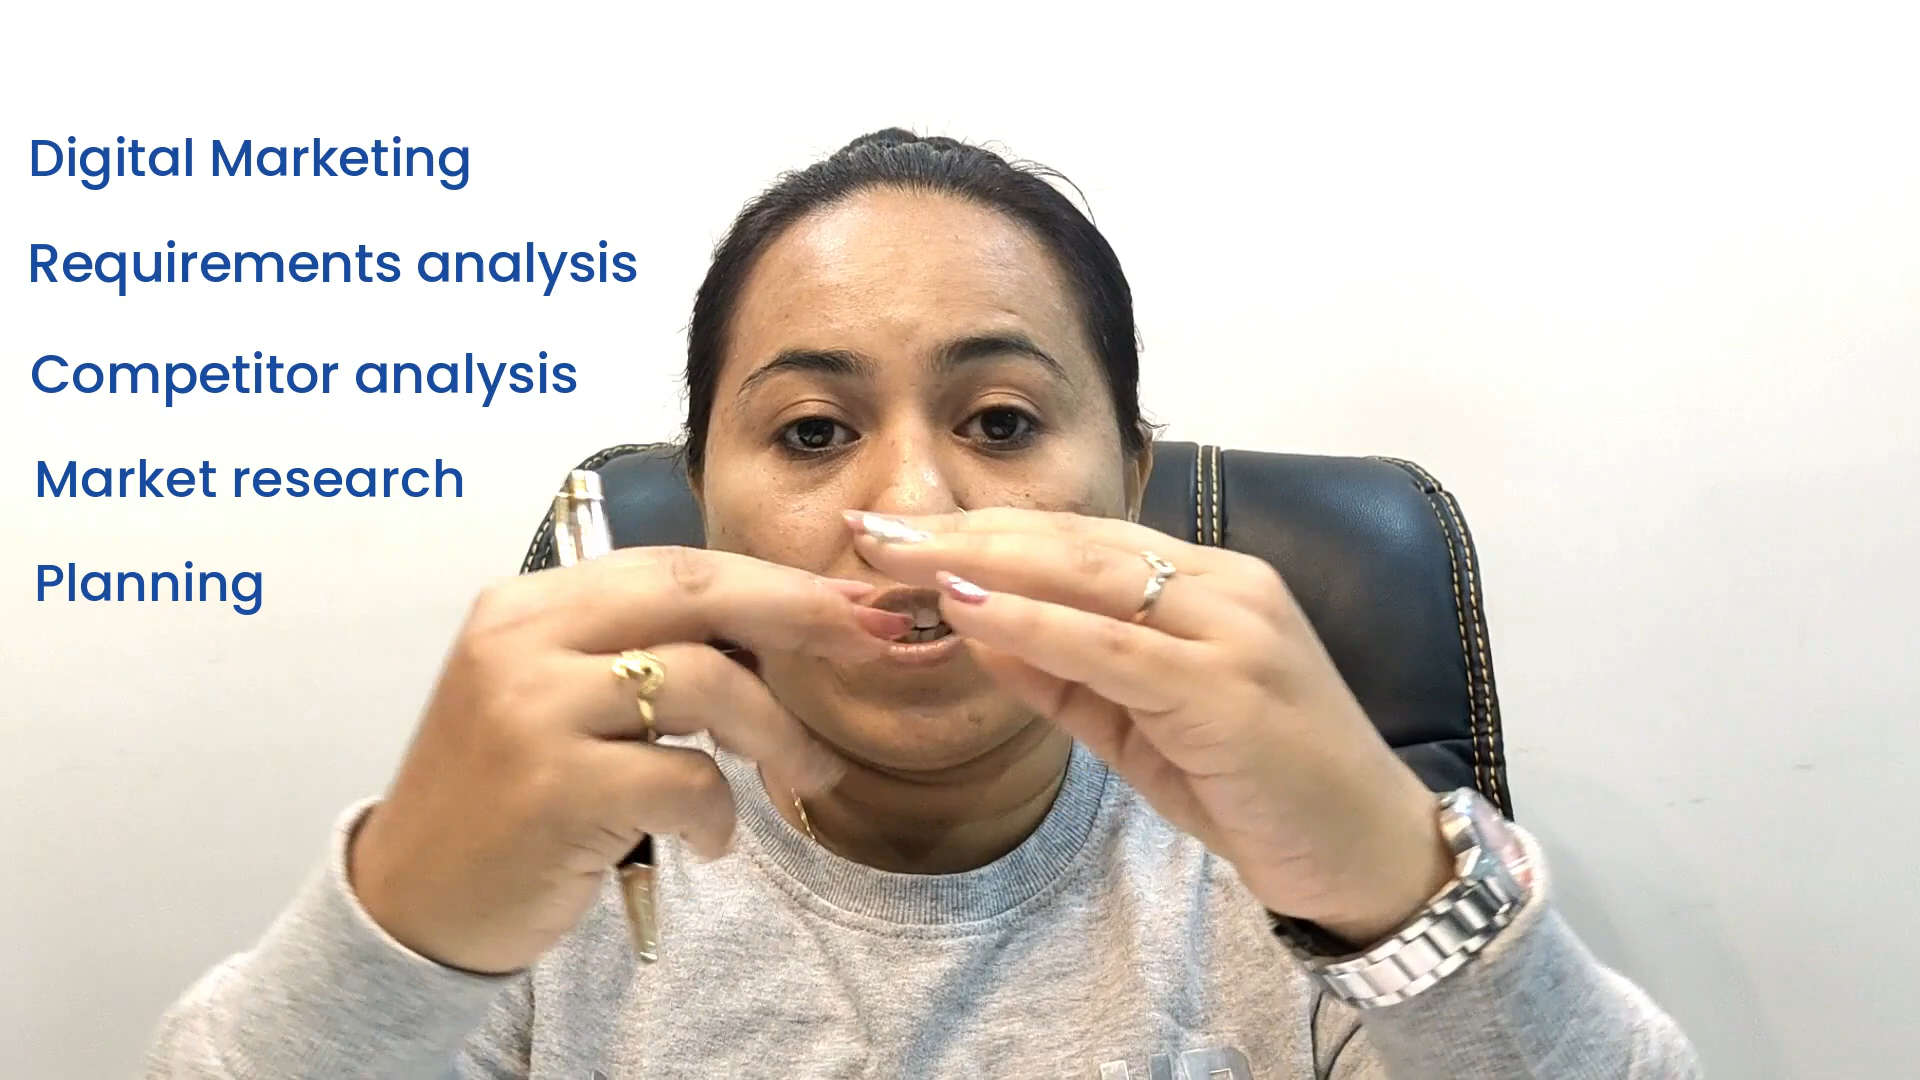 Digital Marketing
Requirements analysis
Competitor analysis
Market research
Planning